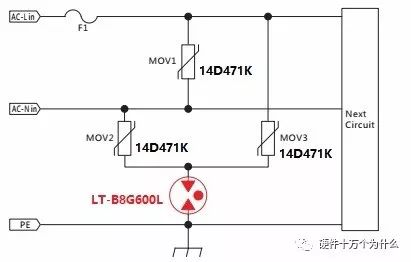 AC-Lin
F1
MOV1
14D471K
AC-Nin
Next
Circuit
MOV2
14D471K
MOV3
14D471K
LT-B8G600L
PE
硬件十万个为什么